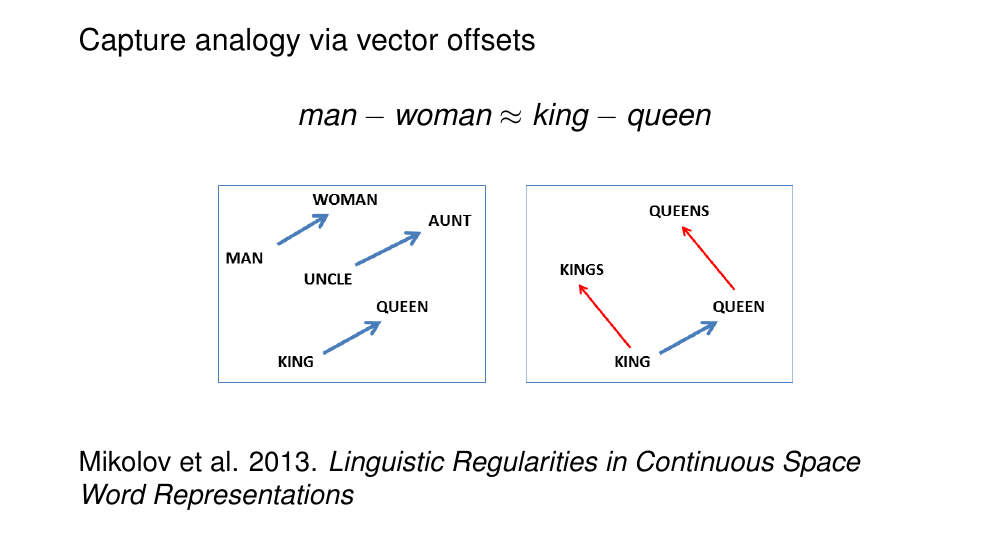 Capture analogy via vector offsets
man − woman ≈ king − queen
WOMAN
AUNT
MAN
UNCLE
QUEEN
KING
QUEENS
KINGS
QUEEN
KING
Mikolov et al. 2013. Linguistic Regularities in Continuous Space
Word Representations